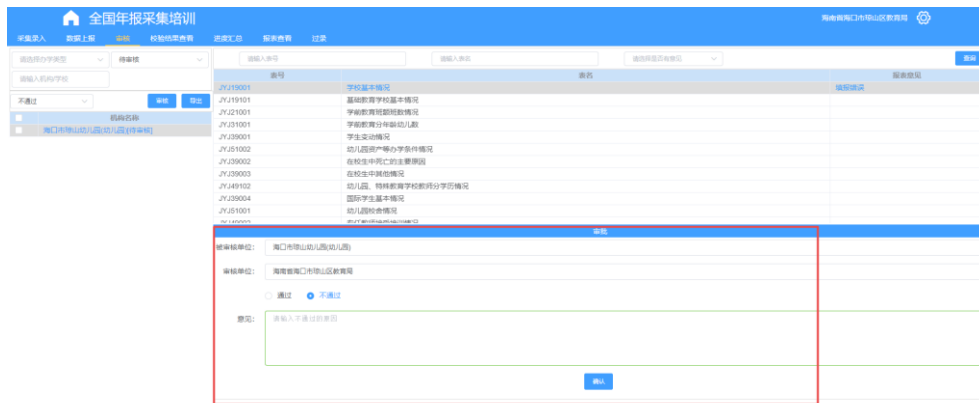 全国年报采集培训
海南省海口市琼山区教育局
采集录入 数据上报 审核 校验结果查看 进度汇总 报表查看 过录
请选择办学类型 待审核 请输入表号 请输入表名 请选择是否有意见 查询
请输入机构/学校
不通过 审核 导出
机构名称
海口市琼山幼儿园(幼儿园)[待审核]
表号 表名 报表意见
JYJ19001 学校基本情况 填报错误
JYJ19101 基础教育学校基本情况
JYJ21001 学前教育班额班数情况
JYJ31001 学前教育分年龄幼儿数
JYJ39001 学生变动情况
JYJ51002 幼儿园资产等办学条件情况
JYJ39002 在校生中死亡的主要原因
JYJ39003 在校生中其他情况
JYJ49102 幼儿园、特殊教育学校教师分学历情况
JYJ39004 国际学生基本情况
JYJ51001 幼儿园校舍情况
审批
被审核单位: 海口市琼山幼儿园(幼儿园)
审核单位: 海南省海口市琼山区教育局
通过 不通过
意见: 请输入不通过的意因
确认